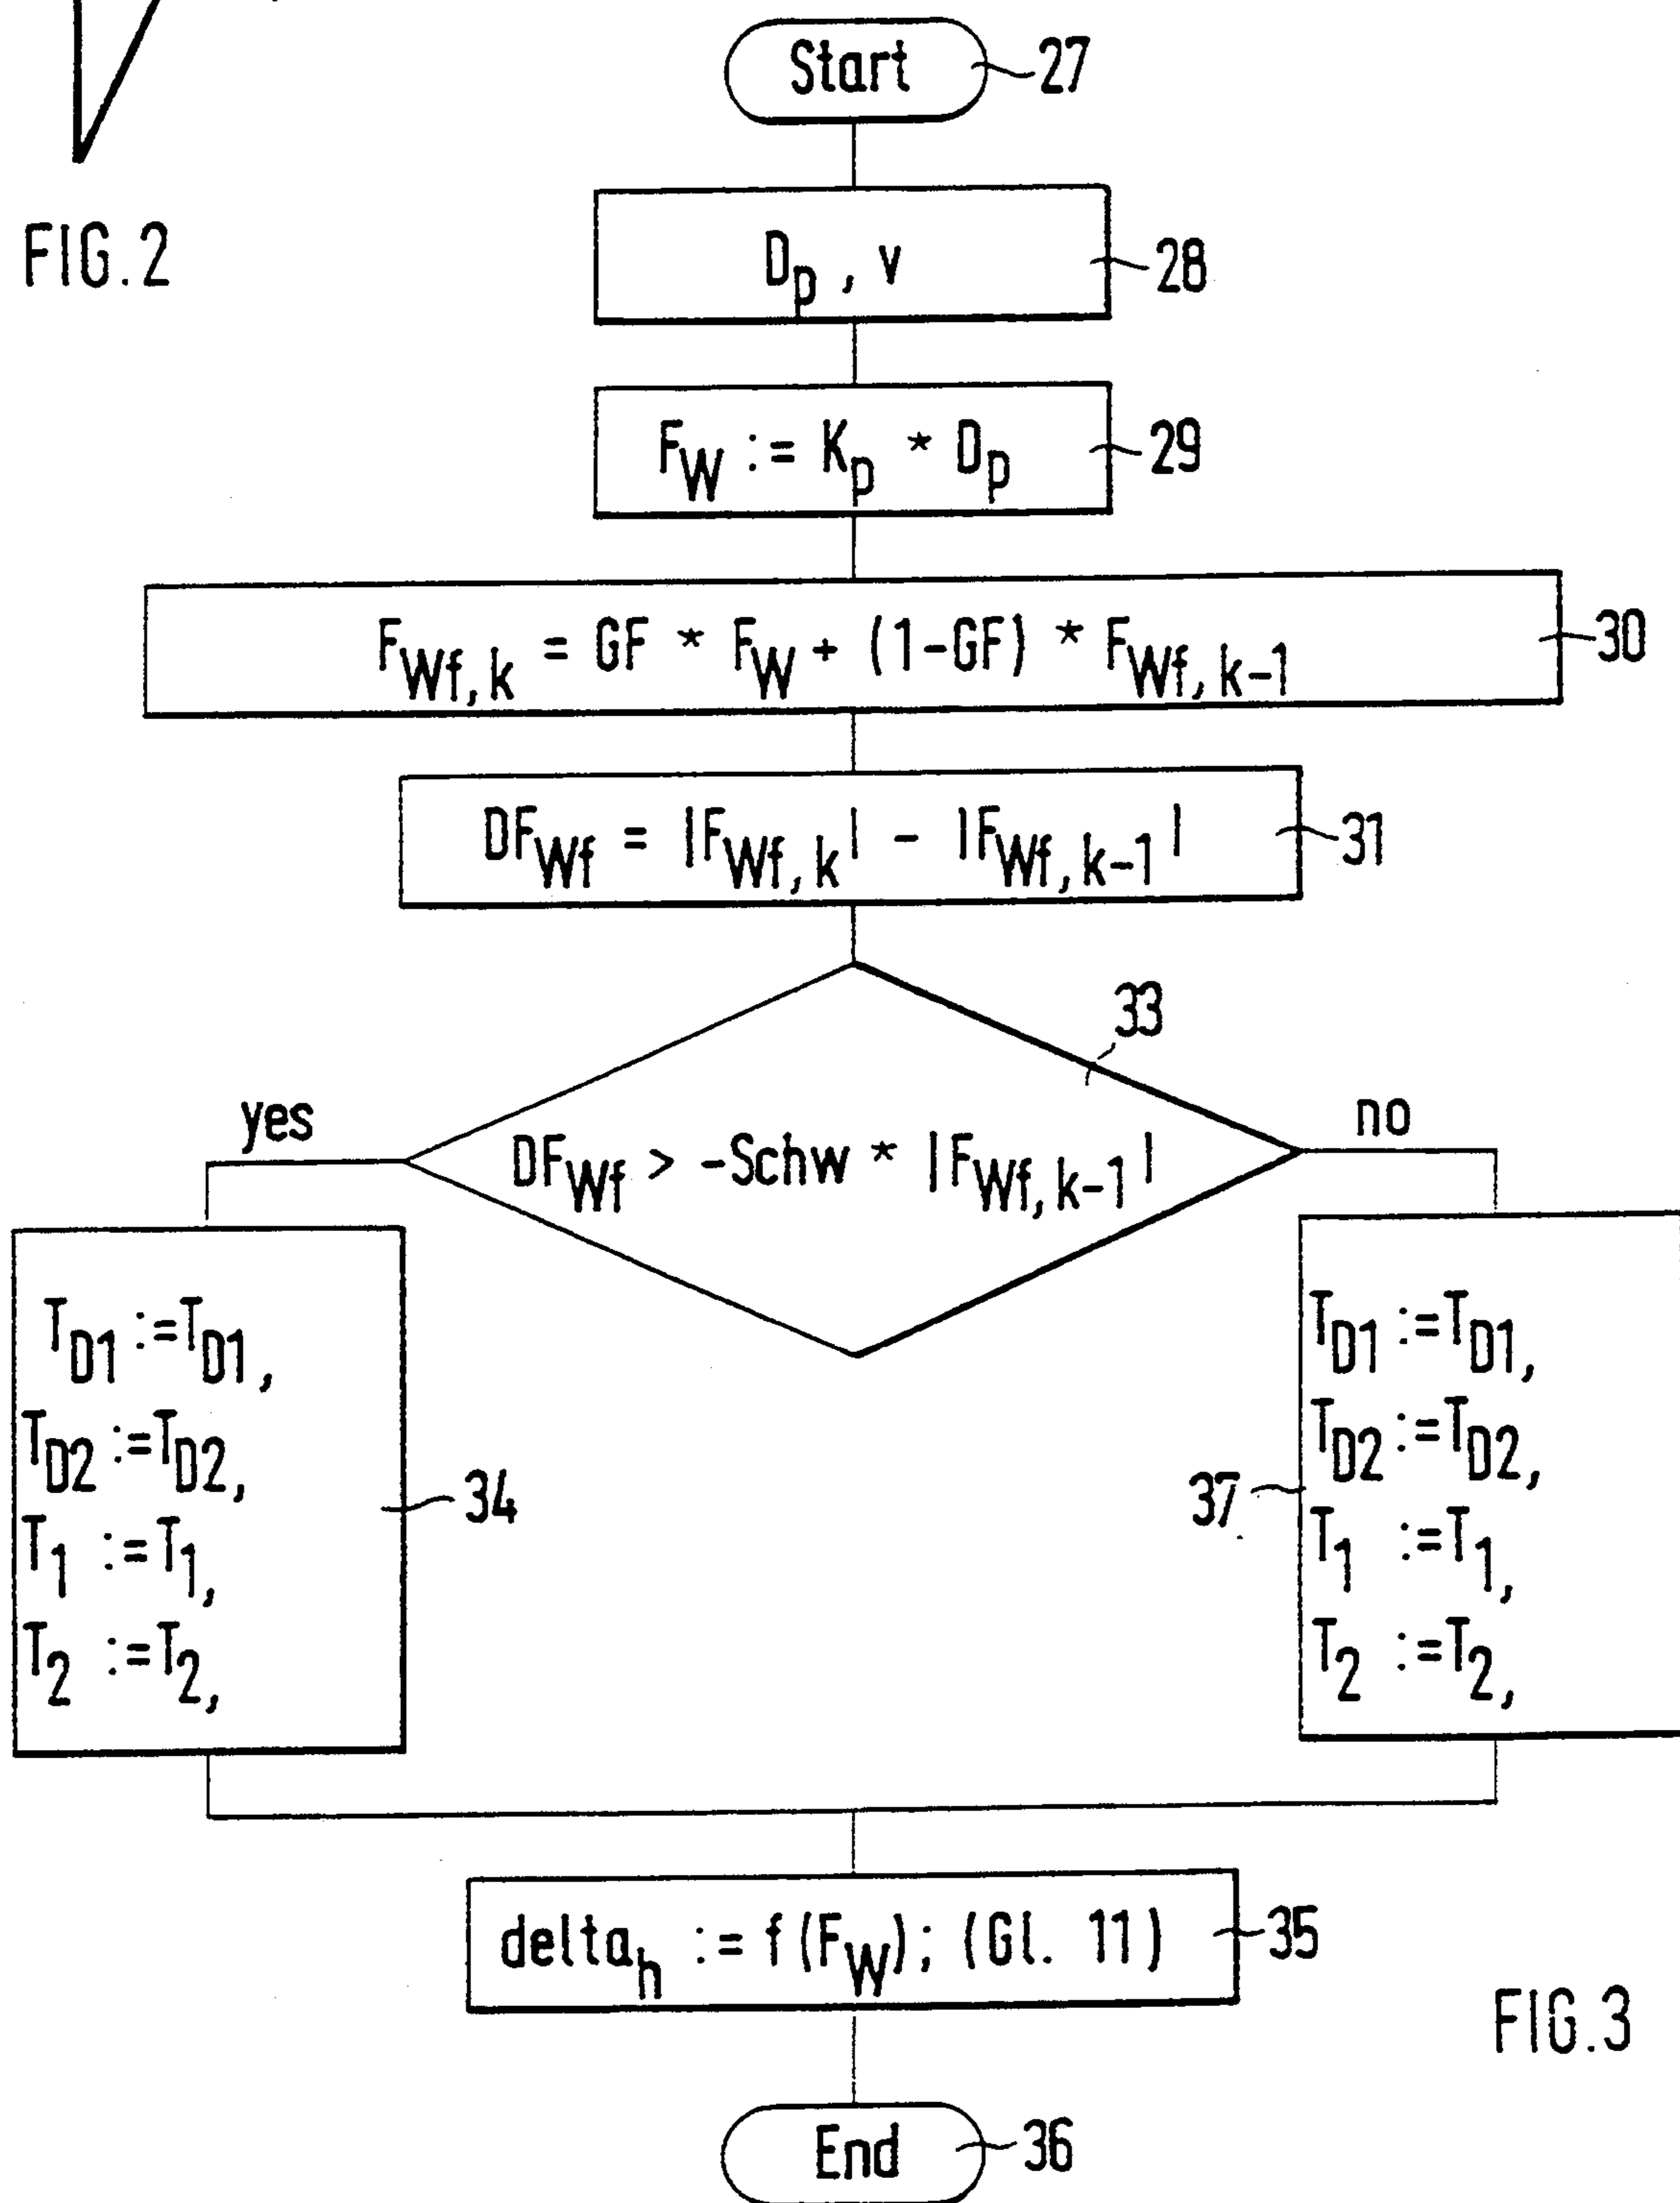 Start 27
FIG.2
D_p , v 28
F_W := K_p * D_p 29
F_Wf,k = GF * F_W + (1-GF) * F_Wf,k-1 30
DF_Wf = |F_Wf,k| - |F_Wf,k-1| 31
33
yes
no
DF_Wf > -Schw * |F_Wf,k-1|
T_D1 :=T_D1,
T_D2 :=T_D2,
T_1 :=T_1,
T_2 :=T_2,
34
T_D1 :=T_D1,
T_D2 :=T_D2,
T_1 :=T_1,
T_2 :=T_2,
37
delta_h := f(F_W); (Gl. 11) 35
FIG.3
End 36